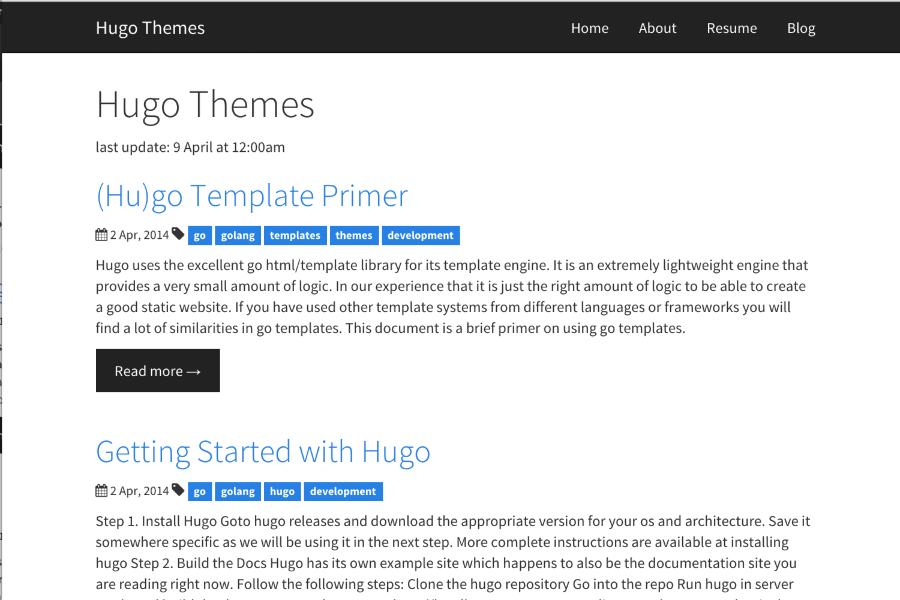 Hugo Themes
Home About Resume Blog
Hugo Themes
last update: 9 April at 12:00am
(Hu)go Template Primer
2 Apr, 2014 go golang templates themes development
Hugo uses the excellent go html/template library for its template engine. It is an extremely lightweight engine that
provides a very small amount of logic. In our experience that it is just the right amount of logic to be able to create
a good static website. If you have used other template systems from different languages or frameworks you will
find a lot of similarities in go templates. This document is a brief primer on using go templates.
Read more →
Getting Started with Hugo
2 Apr, 2014 go golang hugo development
Step 1. Install Hugo Goto hugo releases and download the appropriate version for your os and architecture. Save it
somewhere specific as we will be using it in the next step. More complete instructions are available at installing
hugo Step 2. Build the Docs Hugo has its own example site which happens to also be the documentation site you
are reading right now. Follow the following steps: Clone the hugo repository Go into the repo Run hugo in server